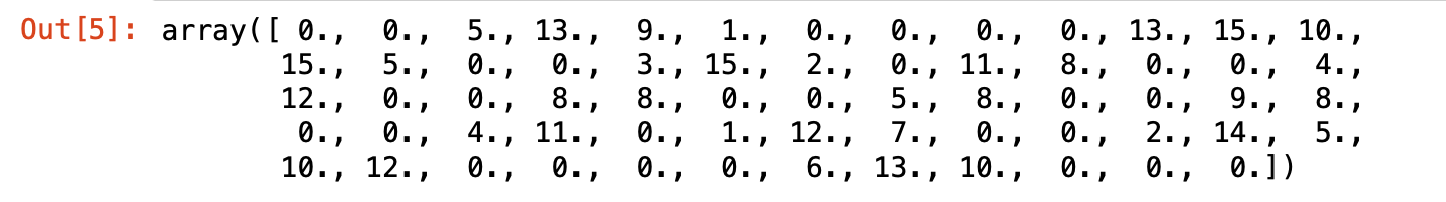 Out[5]: array([ 0., 0., 5., 13., 9., 1., 0., 0., 0., 0., 13., 15., 10.,
15., 5., 0., 0., 3., 15., 2., 0., 11., 8., 0., 0., 4.,
12., 0., 0., 8., 8., 0., 0., 5., 8., 0., 0., 9., 8.,
0., 0., 4., 11., 0., 1., 12., 7., 0., 0., 2., 14., 5.,
10., 12., 0., 0., 0., 0., 6., 13., 10., 0., 0., 0.])